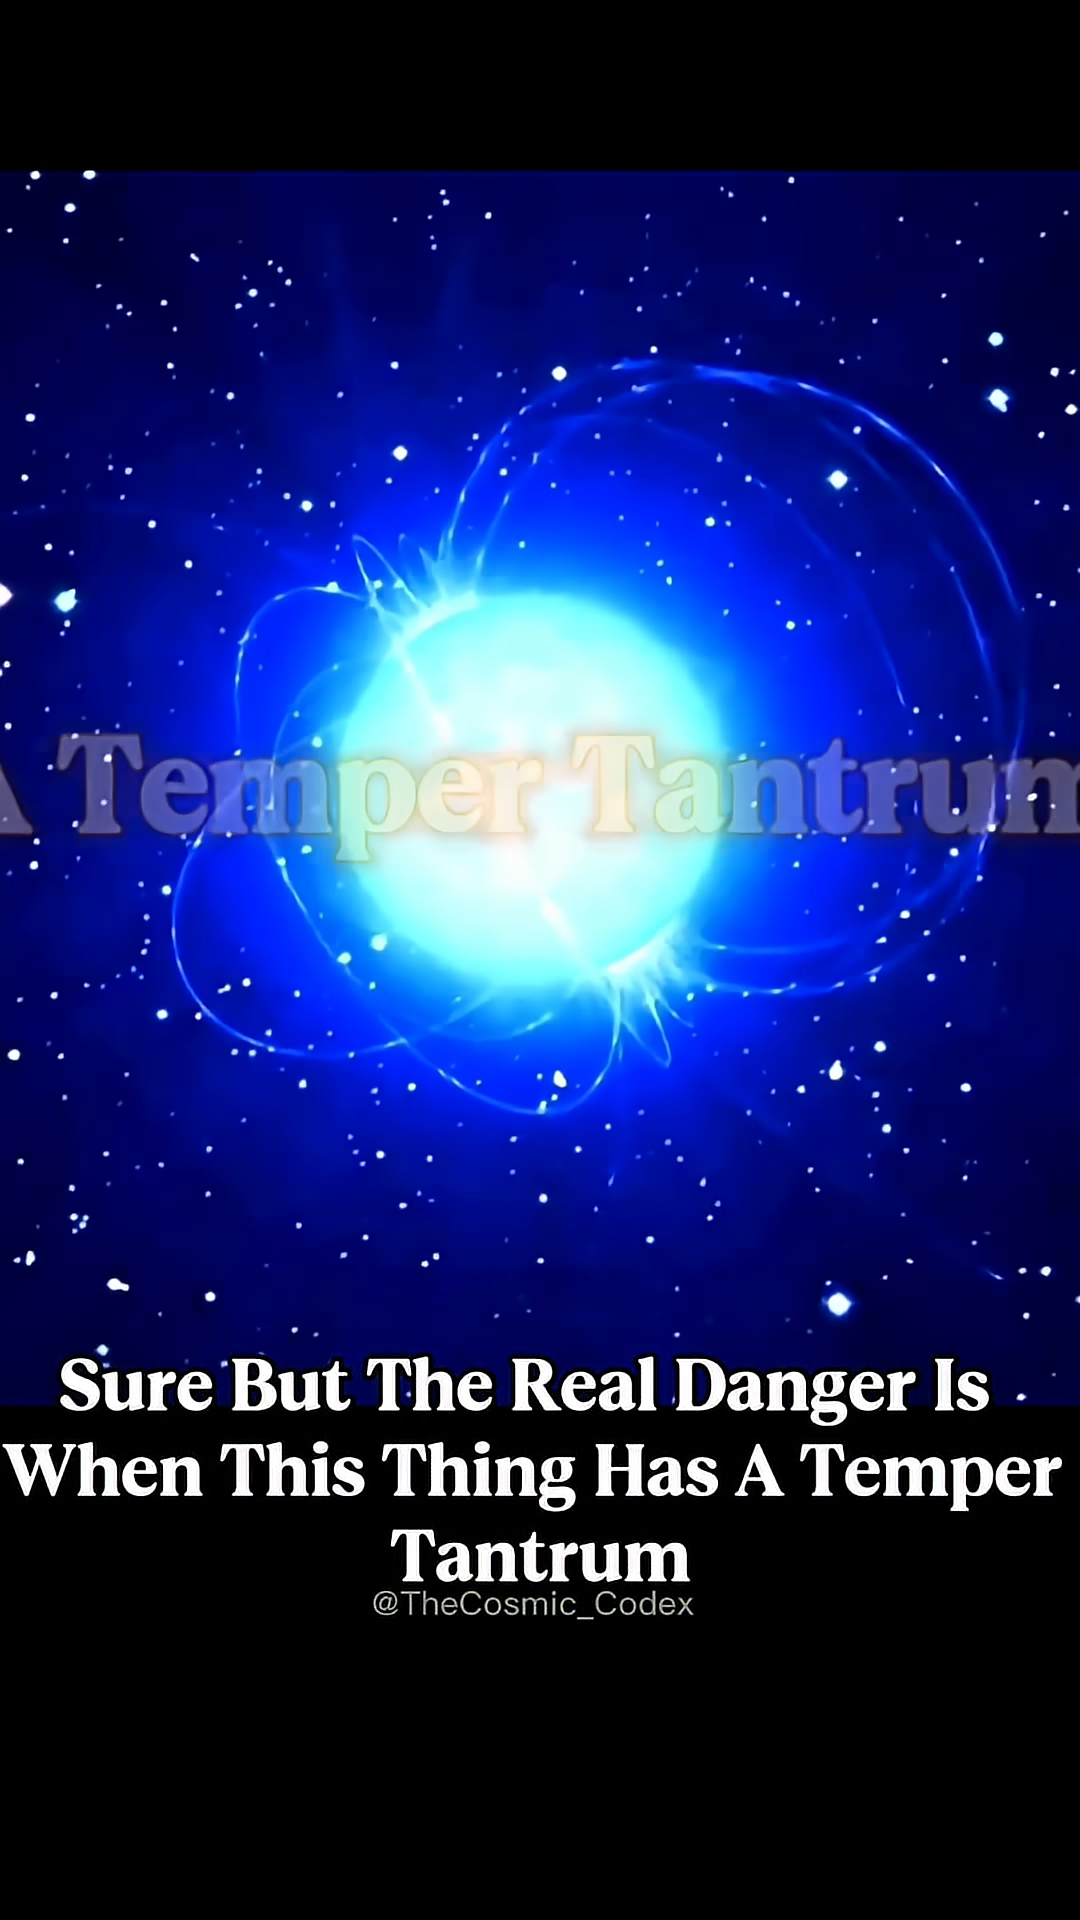 A Temper Tantrum
Sure But The Real Danger Is
When This Thing Has A Temper
Tantrum
@TheCosmic_Codex